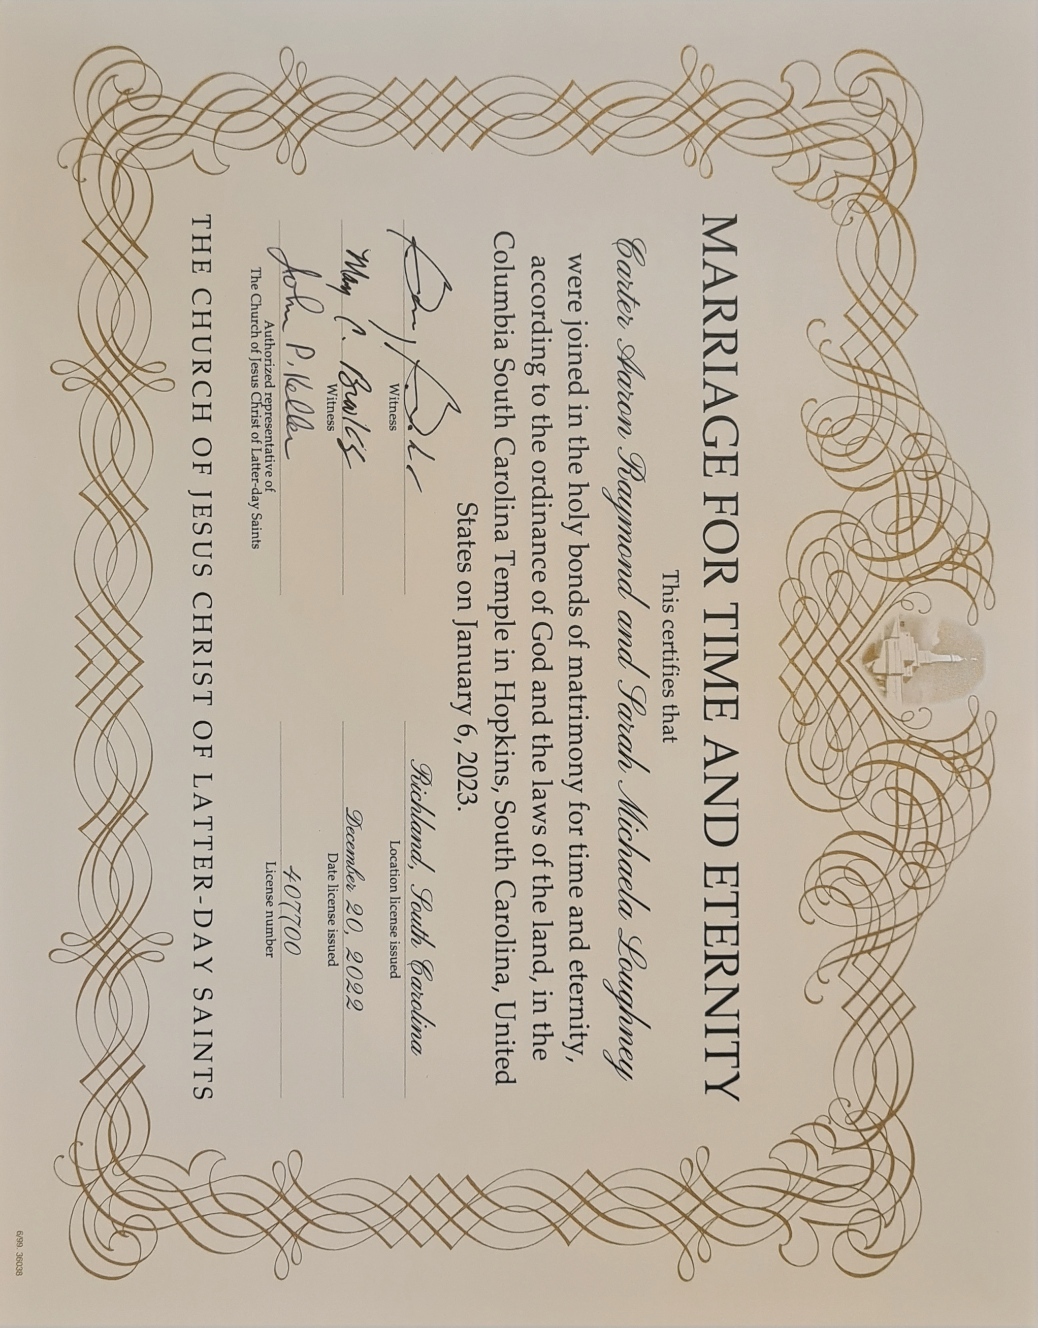 MARRIAGE FOR TIME AND ETERNITY
This certifies that
Carter Aaron Raymond and Sarah Michaela Loughney
were joined in the holy bonds of matrimony for time and eternity,
according to the ordinance of God and the laws of the land, in the
Columbia South Carolina Temple in Hopkins, South Carolina, United
States on January 6, 2023.
Witness
C.
Witness
John P. Keller
Authorized representative of
The Church of Jesus Christ of Latter-day Saints
Richland, South Carolina
Location license issued
December 20, 2022
Date license issued
407700
License number
THE CHURCH OF JESUS CHRIST OF LATTER-DAY SAINTS
6/99. 36038